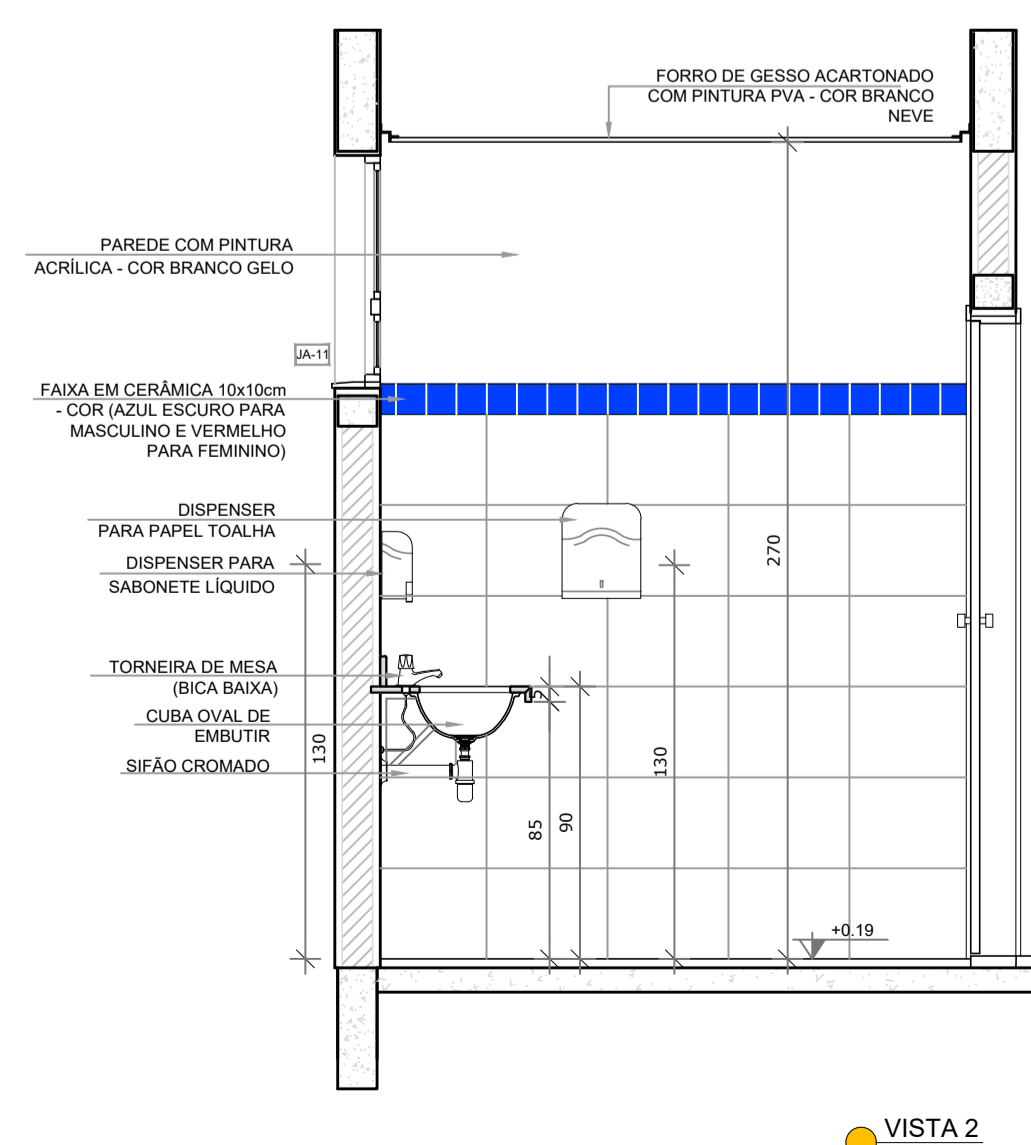 FORRO DE GESSO ACARTONADO
COM PINTURA PVA - COR BRANCO
NEVE
PAREDE COM PINTURA
ACRÍLICA - COR BRANCO GELO
JA-11
FAIXA EM CERÂMICA 10x10cm
- COR (AZUL ESCURO PARA
MASCULINO E VERMELHO
PARA FEMININO)
DISPENSER
PARA PAPEL TOALHA
DISPENSER PARA
SABONETE LÍQUIDO
270
TORNEIRA DE MESA
(BICA BAIXA)
5
CUBA OVAL DE
EMBUTIR
SIFÃO CROMADO
130
130
85
90
+0.19
VISTA 2